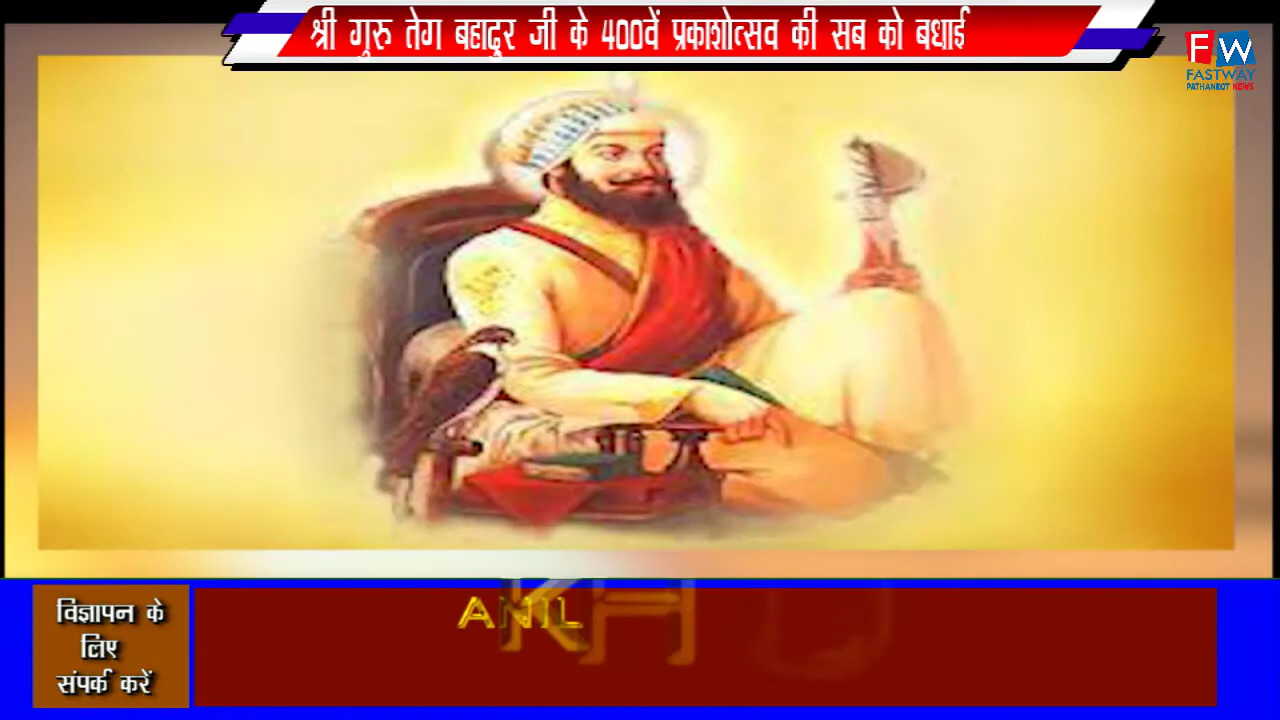 श्री गुरु तेग बहादुर जी के 400वें प्रकाशोत्सव की सब को बधाई
FW
FASTWAY
PATHANKOT NEWS
विज्ञापन के
लिए
संपर्क करें
ANIL